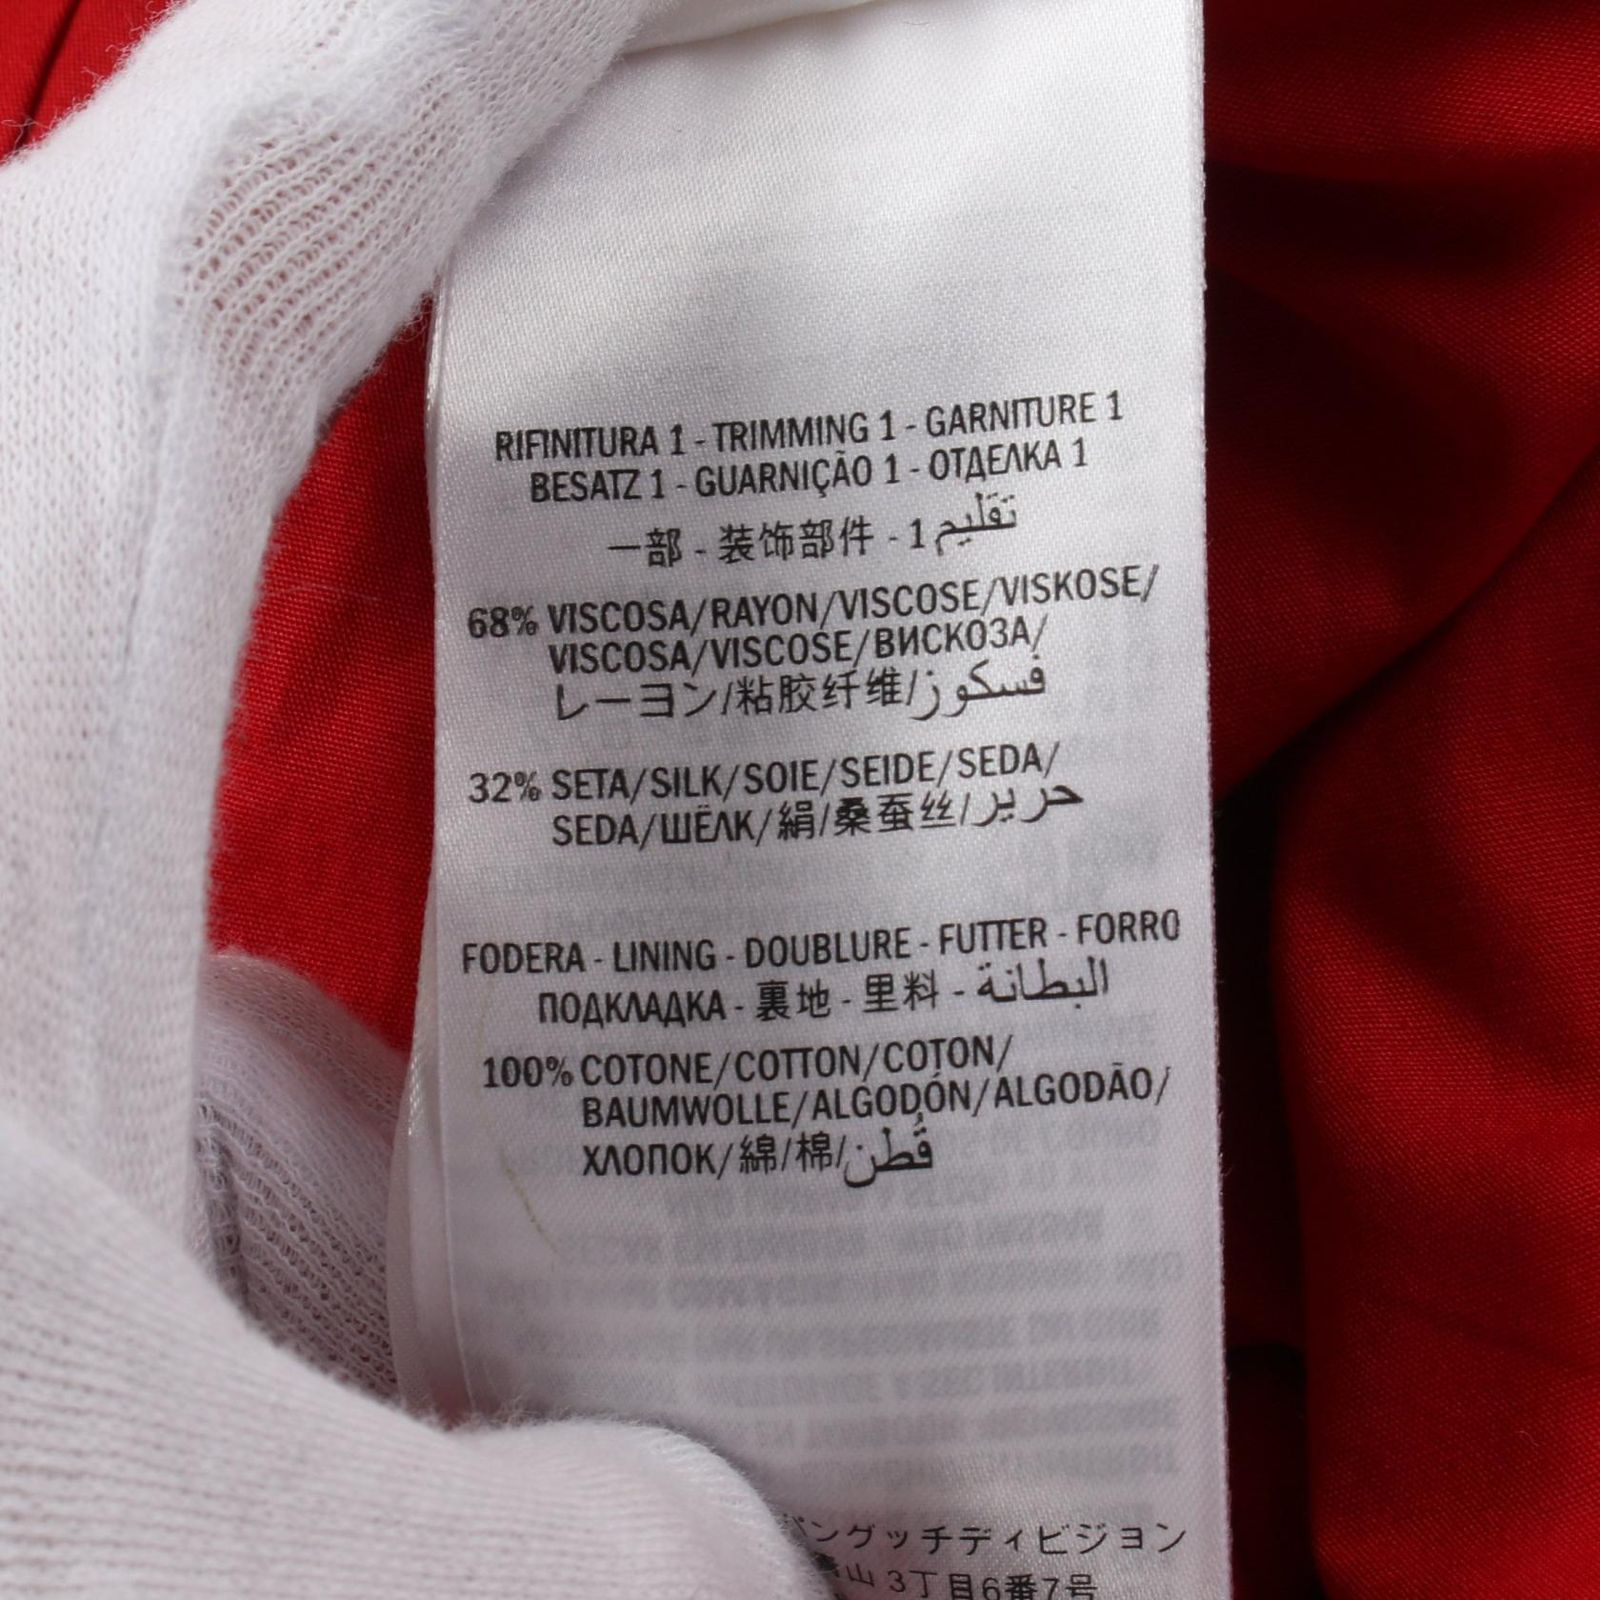 RIFINITURA 1 - TRIMMING 1 - GARNITURE 1
BESATZ 1 - GUARNIÇÃO 1 - ОТДЕЛКА 1
一部 - 装饰部件 - 1 تقليم
68% VISCOSA/RAYON/VISCOSE/VISKOSE/
VISCOSA/VISCOSE/ВИСКОЗА/
レーヨン/粘胶纤维/فسكوز
32% SETA/SILK/SOIE/SEIDE/SEDA/
SEDA/ШЁЛК/絹/桑蚕丝/حرير
FODERA - LINING - DOUBLURE - FUTTER - FORRO
ПОДКЛАДКА - 裏地 - 里料 - البطانة
100% COTONE/COTTON/COTON/
BAUMWOLLE/ALGODÓN/ALGODÃO/
ХЛОПОК/綿/棉/قُطن
ングッチディビジョン
山3丁目6番7号